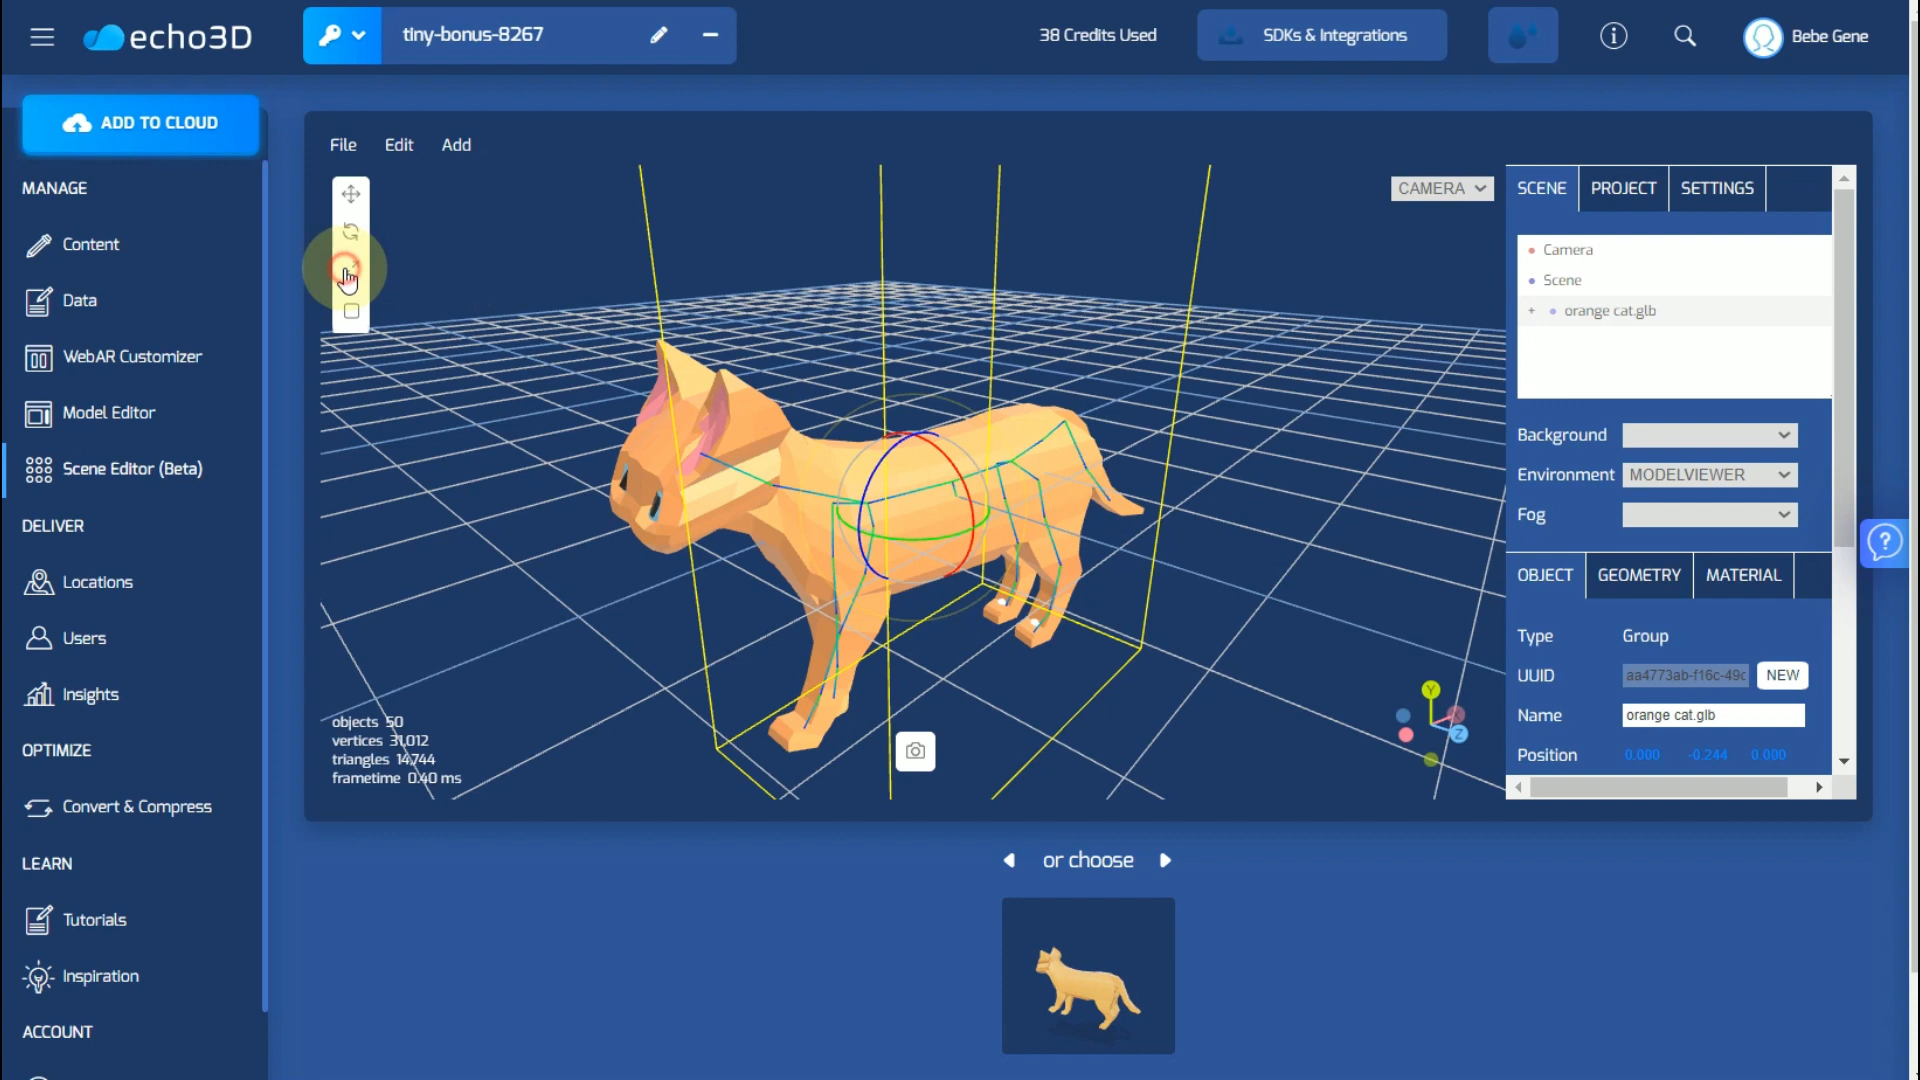 echo3D
tiny-bonus-8267
38 Credits Used
SDKs & Integrations
Bebe Gene
ADD TO CLOUD
MANAGE
Content
Data
WebAR Customizer
Model Editor
Scene Editor (Beta)
DELIVER
Locations
Users
Insights
OPTIMIZE
Convert & Compress
LEARN
Tutorials
Inspiration
ACCOUNT
File Edit Add
CAMERA
objects 50
vertices 31,012
triangles 14,744
frametime 0.40 ms
Y
Z
SCENE PROJECT SETTINGS
Camera
Scene
+ orange cat.glb
Background
Environment MODELVIEWER
Fog
OBJECT GEOMETRY MATERIAL
Type Group
UUID aa4773ab-f16c-49c NEW
Name orange cat.glb
Position 0.000 -0.244 0.000
or choose